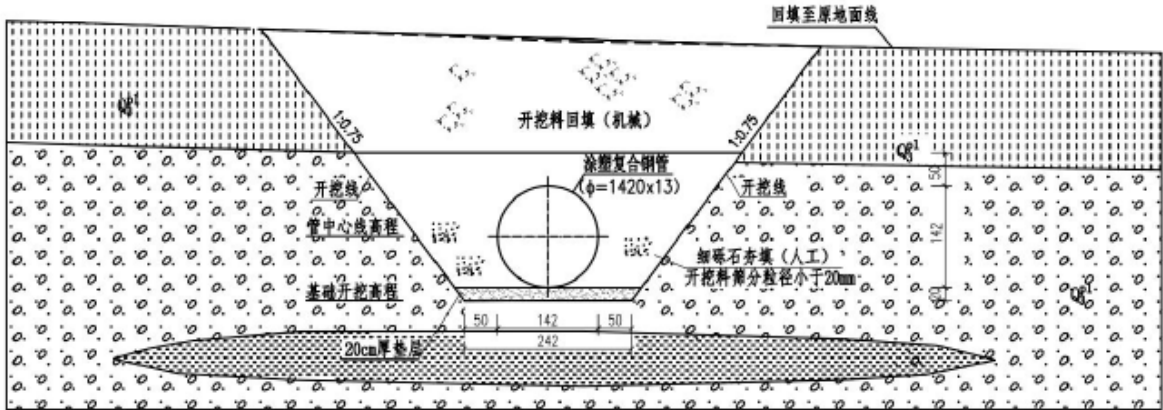 回填至原地面线
1:0.75
开挖料回填（机械）
1:0.75
涂塑复合钢管
(ϕ=1420x13)
开挖线
开挖线
50
管中心线高程
142
细砾石夯填（人工）
开挖料筛分粒径小于20mm
基础开挖高程
20
50 142 50
242
20cm厚垫层